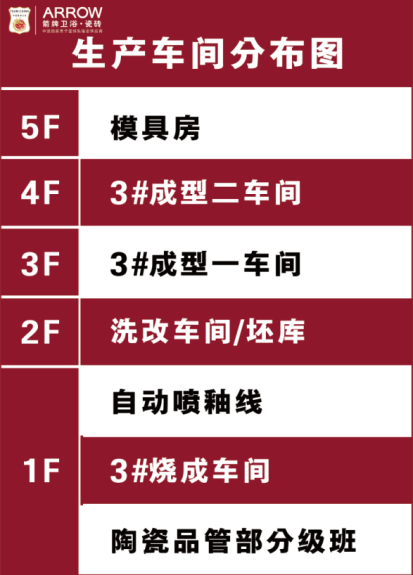 ARROW
箭牌卫浴·瓷砖
生产车间分布图
5F 模具房
4F 3#成型二车间
3F 3#成型一车间
2F 洗改车间/坯库
自动喷釉线
1F 3#烧成车间
陶瓷品管部分级班